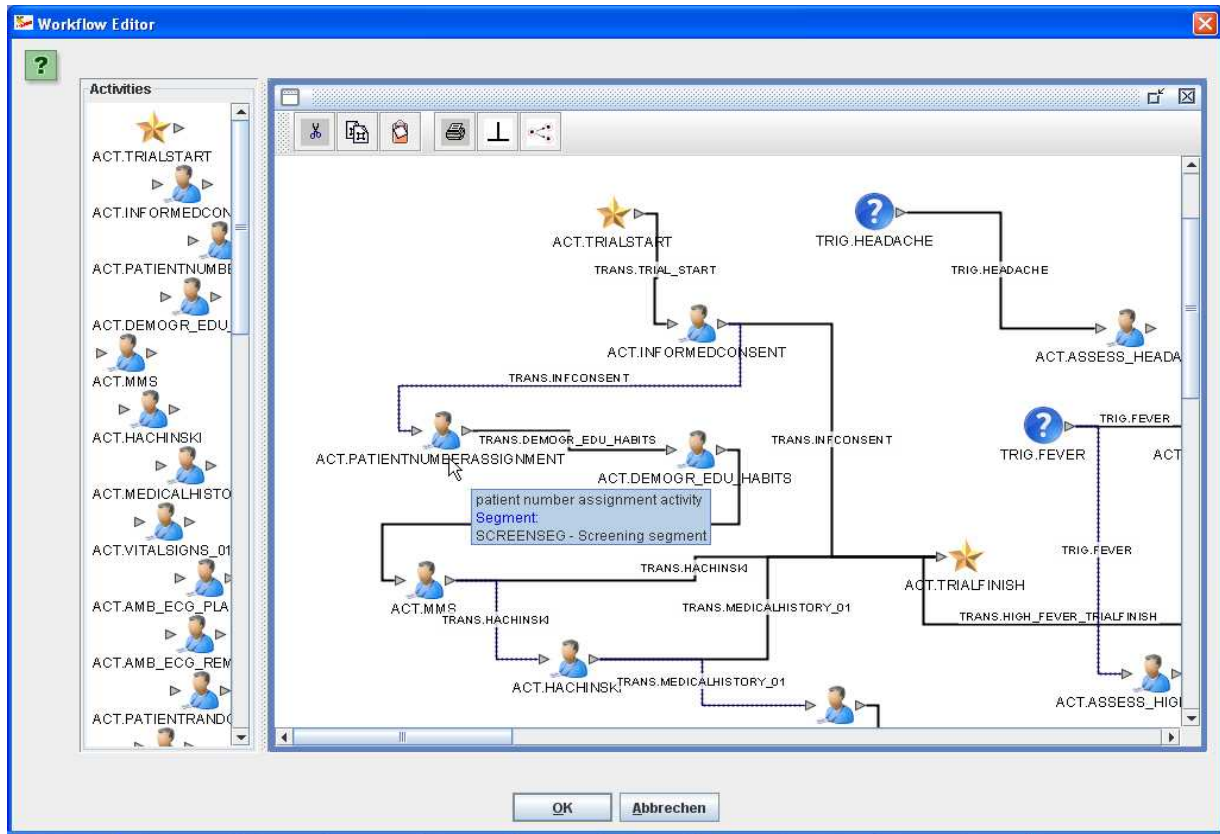 Workflow Editor
?
Activities
ACT.TRIALSTART
ACT.INFORMEDCON
ACT.PATIENTNUMBE
ACT.DEMOGR_EDU_
ACT.MMS
ACT.HACHINSKI
ACT.MEDICALHISTO
ACT.VITALSIGNS_01
ACT.AMB_ECG_PLA
ACT.AMB_ECG_REM
ACT.PATIENTRANDO
ACT.TRIALSTART
TRANS.TRIAL_START
?
TRIG.HEADACHE
TRIG.HEADACHE
ACT.INFORMEDCONSENT
ACT.ASSESS_HEADA
TRANS.INFCONSENT
ACT.PATIENTNUMBERASSIGNMENT
TRANS.DEMOGR_EDU_HABITS
ACT.DEMOGR_EDU_HABITS
TRANS.INFCONSENT
?
TRIG.FEVER
TRIG.FEVER
ACT
patient number assignment activity
Segment:
SCREENSEG - Screening segment
ACT.MMS
TRANS.HACHINSKI
TRANS.HACHINSKI
TRANS.MEDICALHISTORY_01
ACT.TRIALFINISH
TRIG.FEVER
TRANS.HIGH_FEVER_TRIALFINISH
ACT.HACHINSKI
TRANS.MEDICALHISTORY_01
ACT.ASSESS_HIGH
OK
Abbrechen